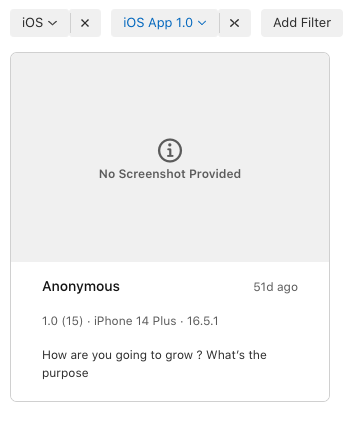 iOS
iOS App 1.0
Add Filter
No Screenshot Provided
Anonymous
51d ago
1.0 (15) · iPhone 14 Plus · 16.5.1
How are you going to grow ? What's the
purpose